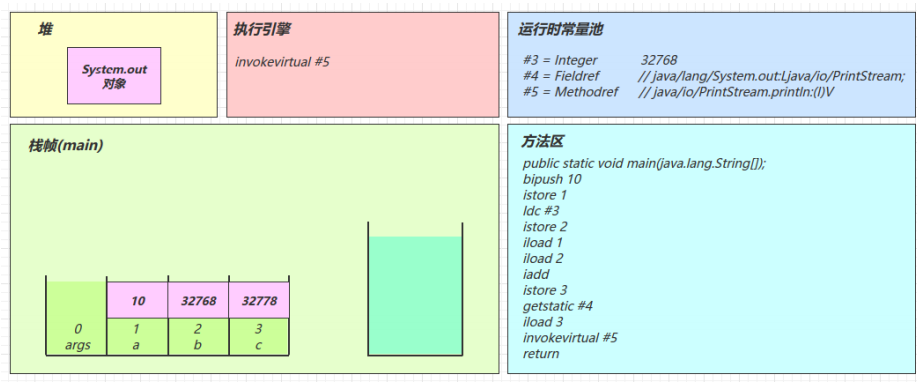 堆
System.out
对象
执行引擎
invokevirtual #5
运行时常量池
#3 = Integer 32768
#4 = Fieldref // java/lang/System.out:Ljava/io/PrintStream;
#5 = Methodref // java/io/PrintStream.println:(I)V
栈帧(main)
10 32768 32778
0 1 2 3
args a b c
方法区
public static void main(java.lang.String[]);
bipush 10
istore 1
ldc #3
istore 2
iload 1
iload 2
iadd
istore 3
getstatic #4
iload 3
invokevirtual #5
return